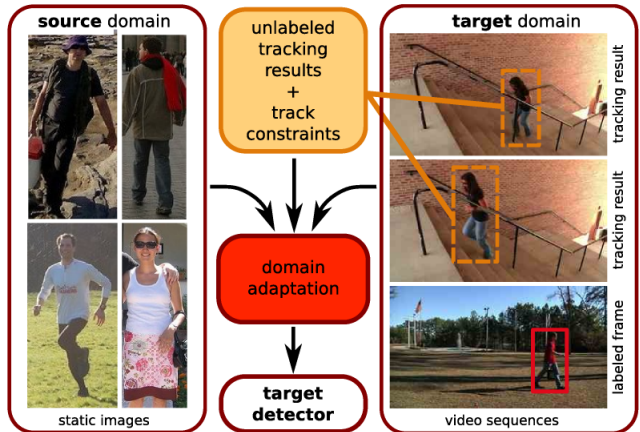 source domain
static images
unlabeled
tracking
results
+
track
constraints
domain
adaptation
target
detector
target domain
tracking result
tracking result
labeled frame
video sequences